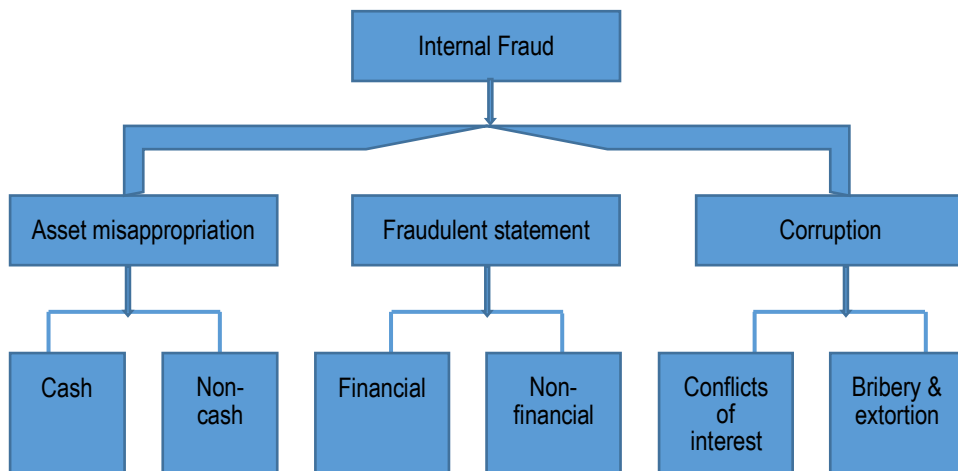 Internal Fraud
Asset misappropriation
Fraudulent statement
Corruption
Cash
Non-
cash
Financial
Non-
financial
Conflicts
of
interest
Bribery &
extortion